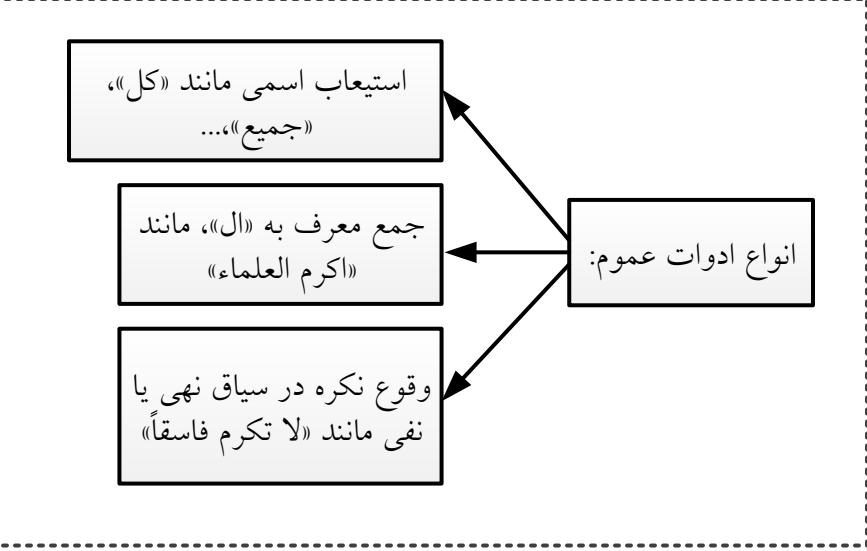 انواع ادوات عموم:
استیعاب اسمی مانند «کل»،
«جمیع»،...
جمع معرف به «ال»، مانند
«اکرم العلماء»
وقوع نکره در سیاق نهی یا
نفی مانند «لا تکرم فاسقاً»